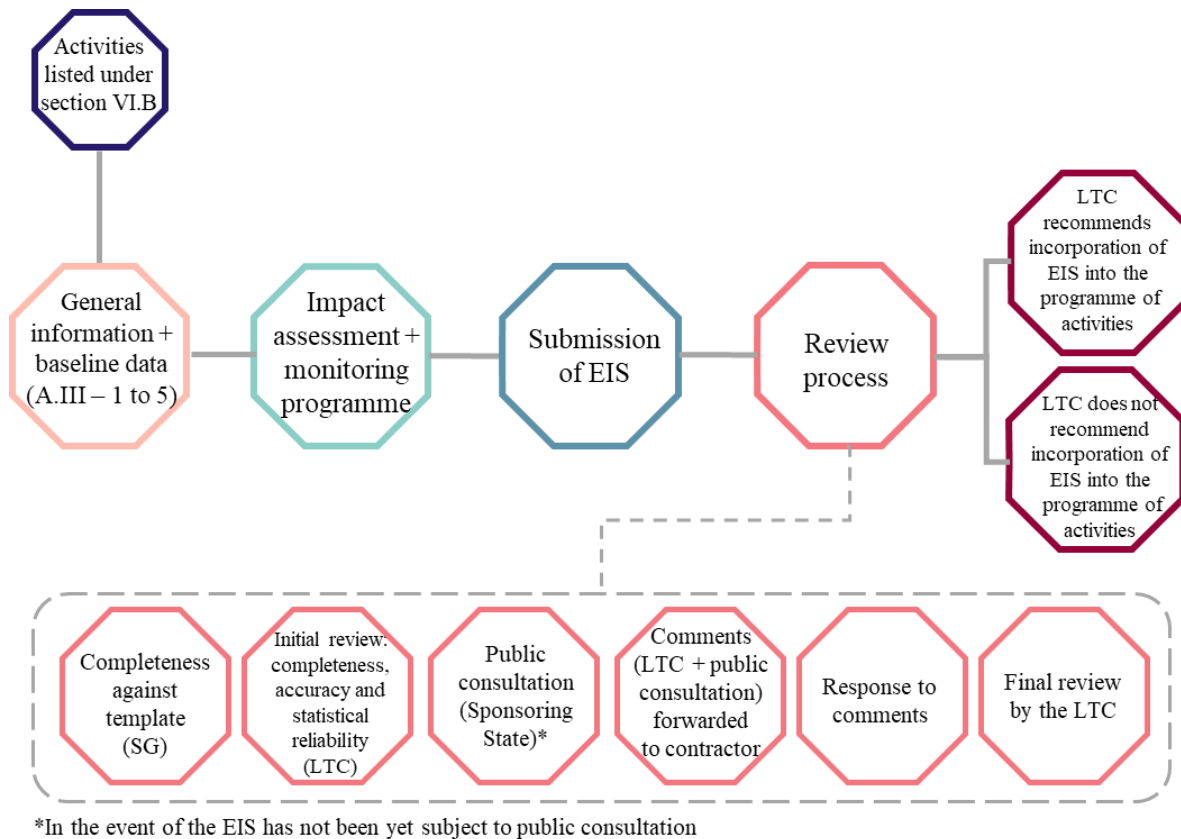 Activities
listed under
section VI.B
General
information +
baseline data
(A.III – 1 to 5)
Impact
assessment +
monitoring
programme
Submission
of EIS
Review
process
LTC
recommends
incorporation of
EIS into the
programme of
activities
LTC does not
recommend
incorporation of
EIS into the
programme of
activities
Completeness
against
template
(SG)
Initial review:
completeness,
accuracy and
statistical
reliability
(LTC)
Public
consultation
(Sponsoring
State)*
Comments
(LTC + public
consultation)
forwarded
to contractor
Response to
comments
Final review
by the LTC
*In the event of the EIS has not been yet subject to public consultation